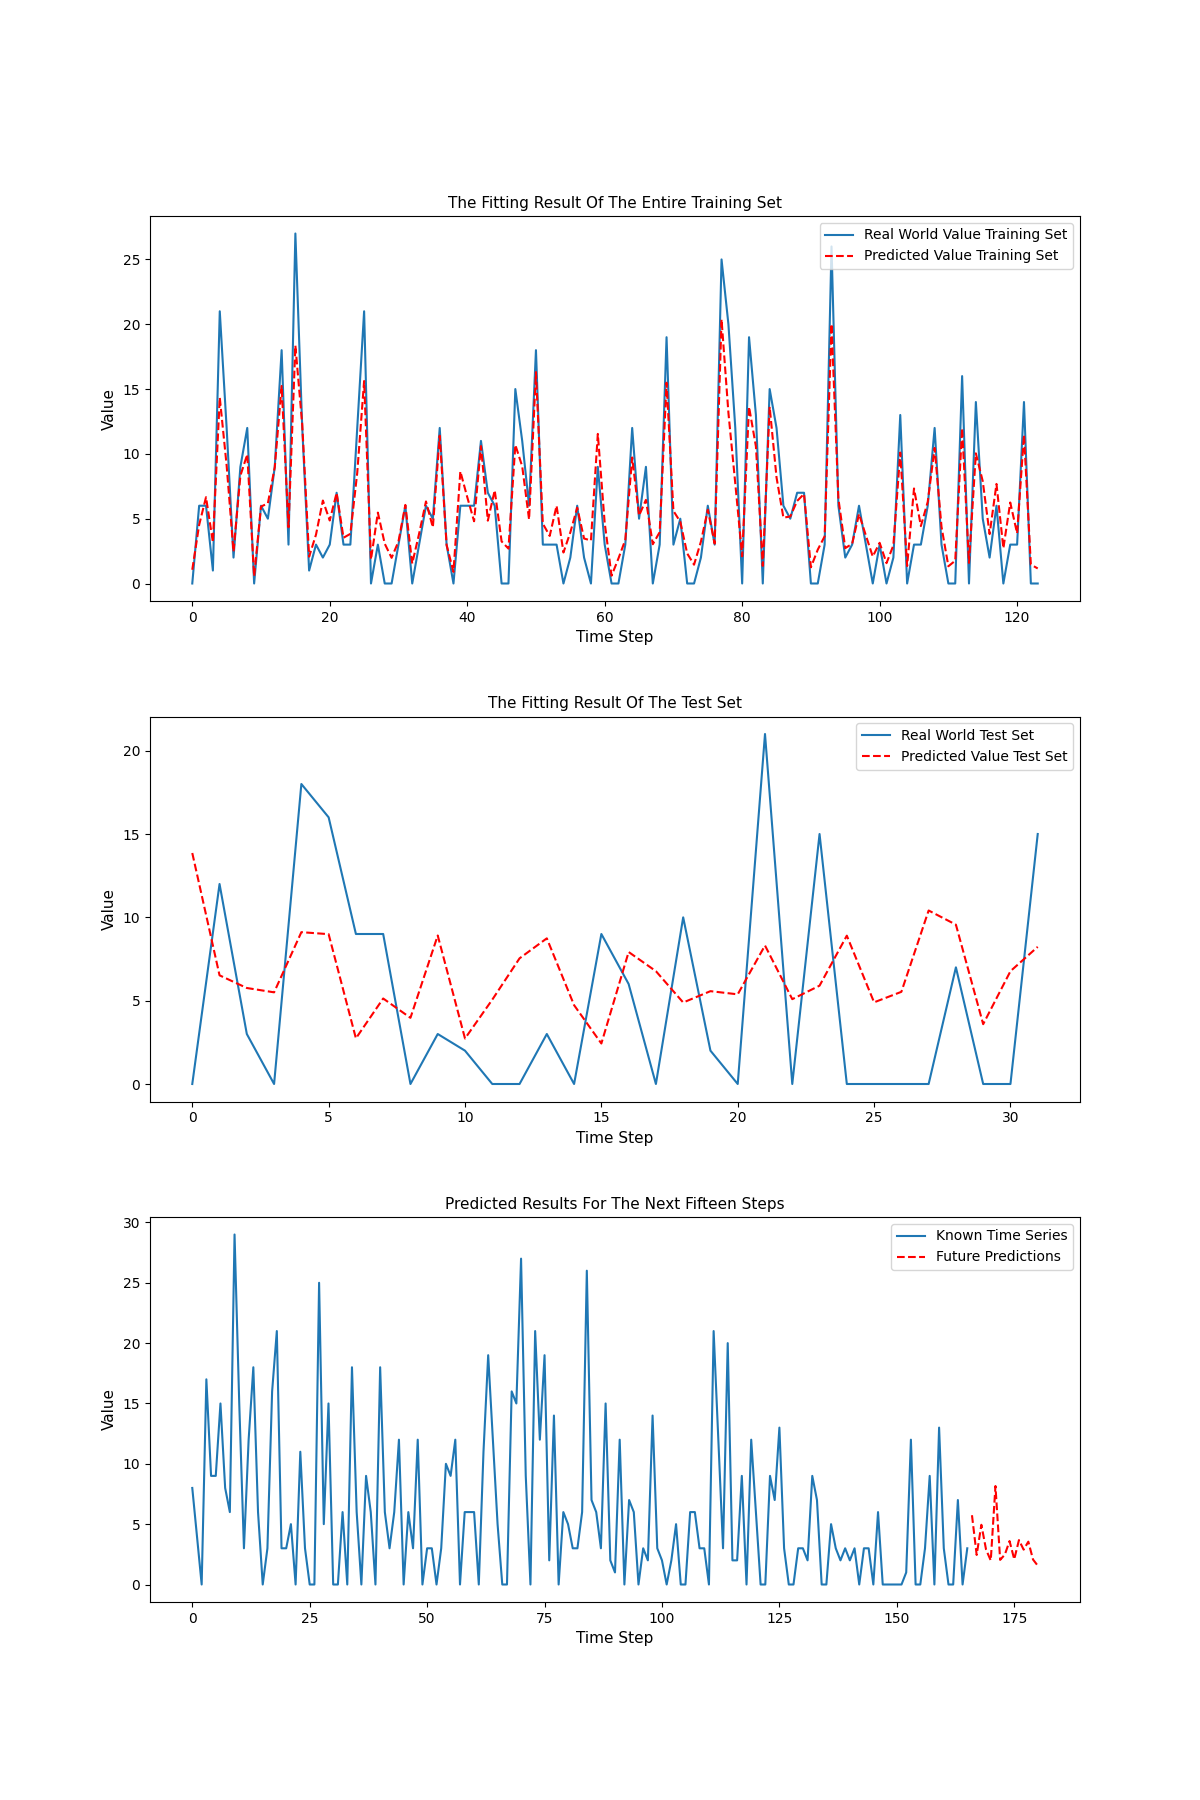 The Fitting Result Of The Entire Training Set
Real World Value Training Set
Predicted Value Training Set
Value
25
20
15
10
5
0
0 20 40 60 80 100 120
Time Step
The Fitting Result Of The Test Set
Real World Test Set
Predicted Value Test Set
Value
20
15
10
5
0
0 5 10 15 20 25 30
Time Step
Predicted Results For The Next Fifteen Steps
Known Time Series
Future Predictions
Value
30
25
20
15
10
5
0
0 25 50 75 100 125 150 175
Time Step